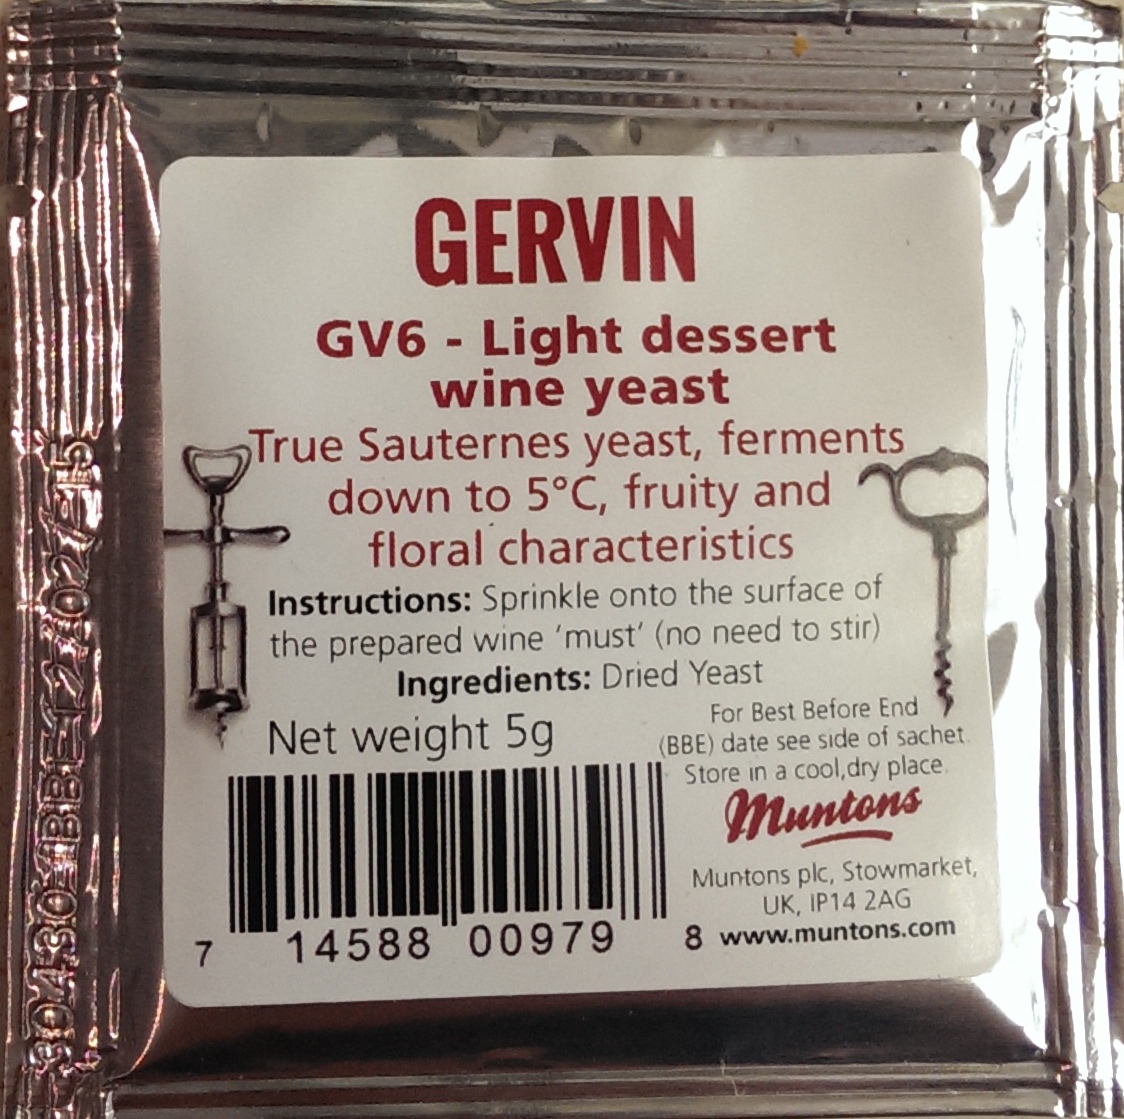 GERVIN
GV6 - Light dessert
wine yeast
True Sauternes yeast, ferments
down to 5°C, fruity and
floral characteristics
Instructions: Sprinkle onto the surface of
the prepared wine 'must' (no need to stir)
Ingredients: Dried Yeast
Net weight 5g
For Best Before End
(BBE) date see side of sachet.
Store in a cool,dry place.
Muntons
Muntons plc, Stowmarket,
UK, IP14 2AG
www.muntons.com
7 14588 00979 8